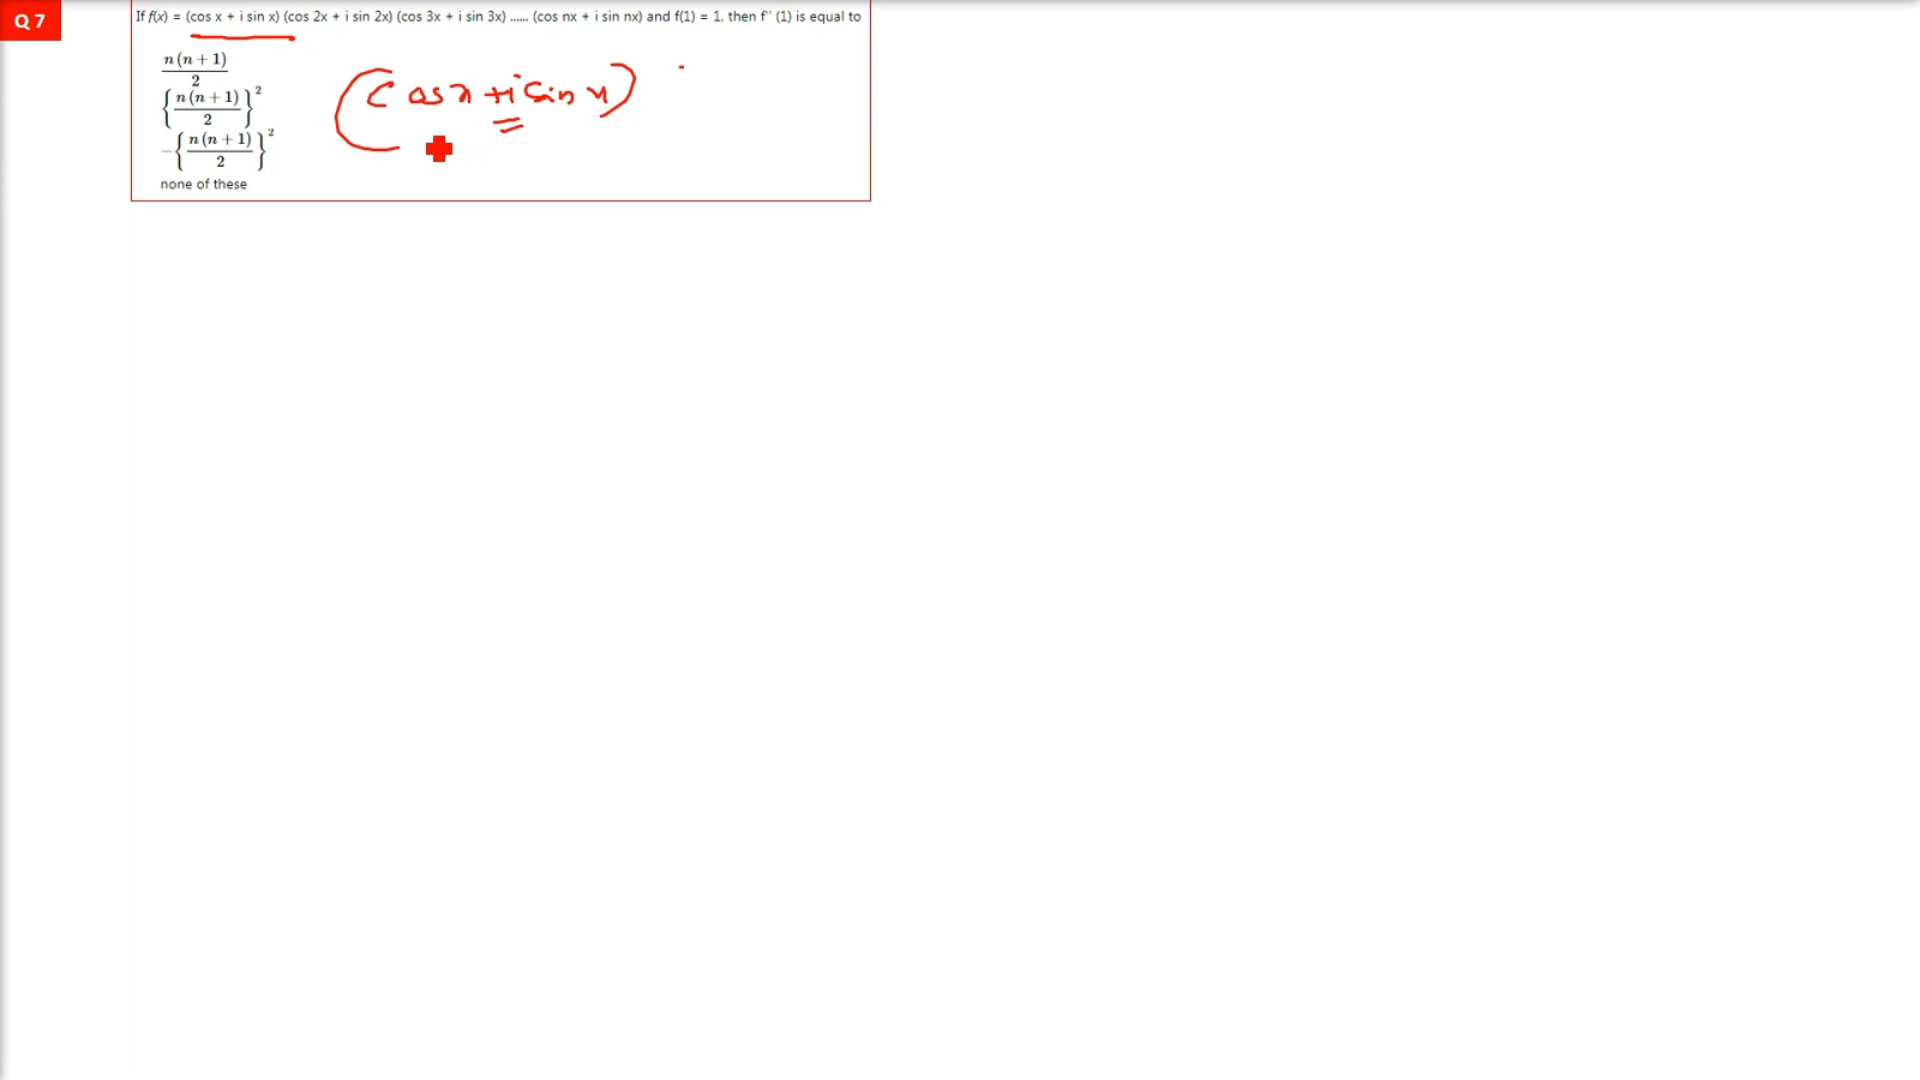 Q 7
If f(x) = (cos x + i sin x) (cos 2x + i sin 2x) (cos 3x + i sin 3x) ...... (cos nx + i sin nx) and f(1) = 1, then f'' (1) is equal to
n(n + 1)
2
{n(n + 1)
2}²
-{n(n + 1)
2}²
none of these
(cos x + i sin x)